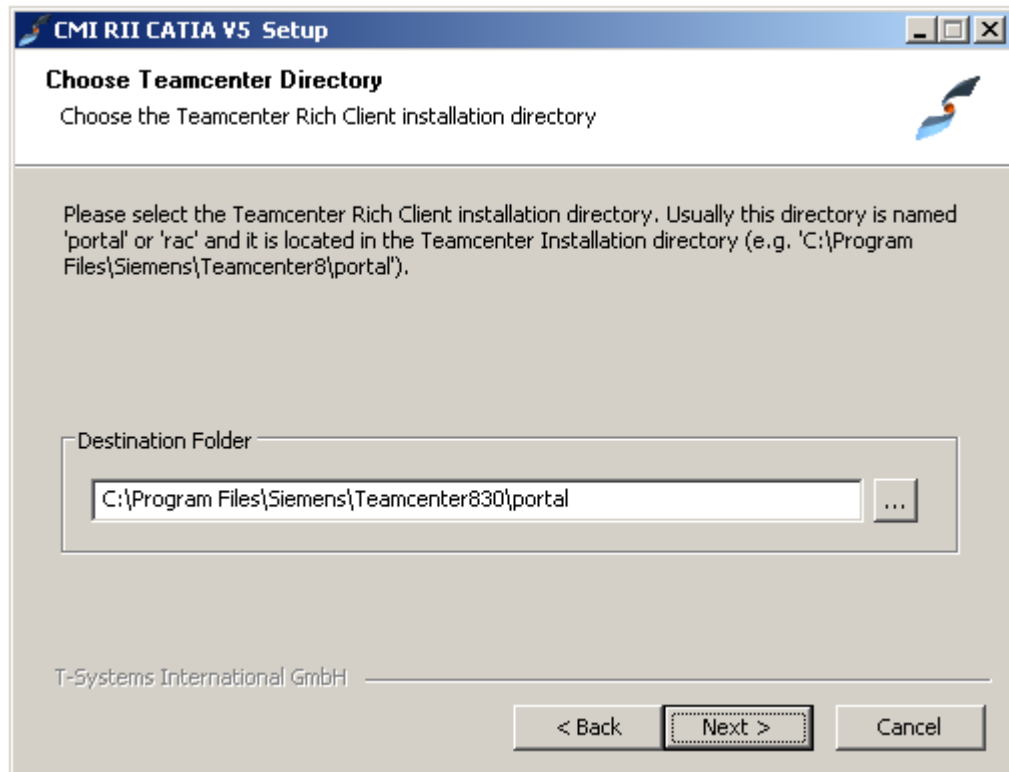 CMI RII CATIA V5 Setup
Choose Teamcenter Directory
Choose the Teamcenter Rich Client installation directory
Please select the Teamcenter Rich Client installation directory. Usually this directory is named
'portal' or 'rac' and it is located in the Teamcenter Installation directory (e.g. 'C:\Program
Files\Siemens\Teamcenter8\portal').
Destination Folder
C:\Program Files\Siemens\Teamcenter830\portal
...
T-Systems International GmbH
< Back
Next >
Cancel